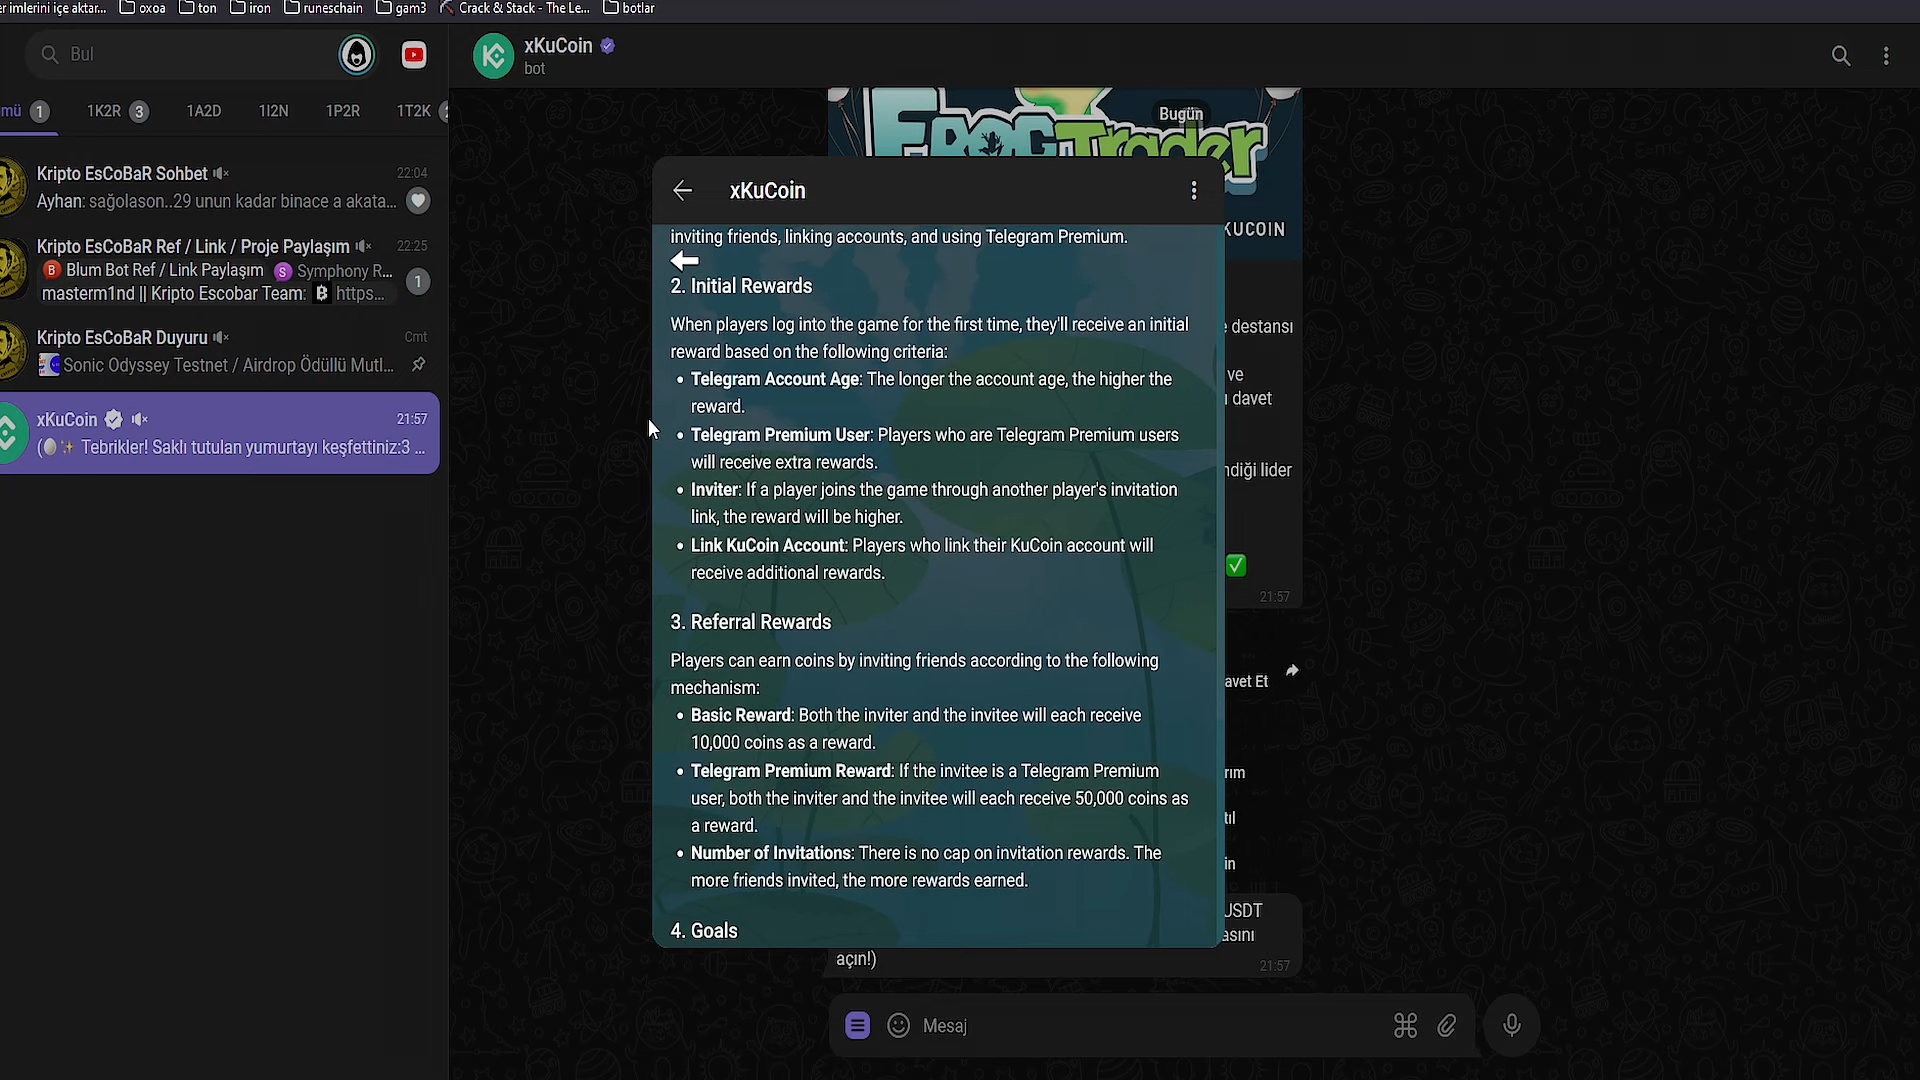 er imlerini içe aktar...
oxoa
ton
iron
runeschain
gam3
Crack & Stack - The Le...
botlar
Bul
xKuCoin
bot
mü 1
1K2R 3
1A2D
1I2N
1P2R
1T2K
Kripto EsCoBaR Sohbet
22:04
Ayhan: sağolason..29 unun kadar binace a akata...
Kripto EsCoBaR Ref / Link / Proje Paylaşım
22:25
B Blum Bot Ref / Link Paylaşım S Symphony R...
masterm1nd || Kripto Escobar Team: https...
1
Kripto EsCoBaR Duyuru
Cmt
Sonic Odyssey Testnet / Airdrop Ödüllü Mutl...
xKuCoin
21:57
( Tebrikler! Saklı tutulan yumurtayı keşfettiniz:3 ...
FROG Trader
Bugün
KUCOIN
xKuCoin
inviting friends, linking accounts, and using Telegram Premium.
2. Initial Rewards
When players log into the game for the first time, they'll receive an initial
reward based on the following criteria:
• Telegram Account Age: The longer the account age, the higher the
reward.
• Telegram Premium User: Players who are Telegram Premium users
will receive extra rewards.
• Inviter: If a player joins the game through another player's invitation
link, the reward will be higher.
• Link KuCoin Account: Players who link their KuCoin account will
receive additional rewards.
3. Referral Rewards
Players can earn coins by inviting friends according to the following
mechanism:
• Basic Reward: Both the inviter and the invitee will each receive
10,000 coins as a reward.
• Telegram Premium Reward: If the invitee is a Telegram Premium
user, both the inviter and the invitee will each receive 50,000 coins as
a reward.
• Number of Invitations: There is no cap on invitation rewards. The
more friends invited, the more rewards earned.
4. Goals
e destansı
ve
ı davet
ndiği lider
21:57
avet Et
rım
tıl
in
USDT
asını
açın!)
21:57
Mesaj